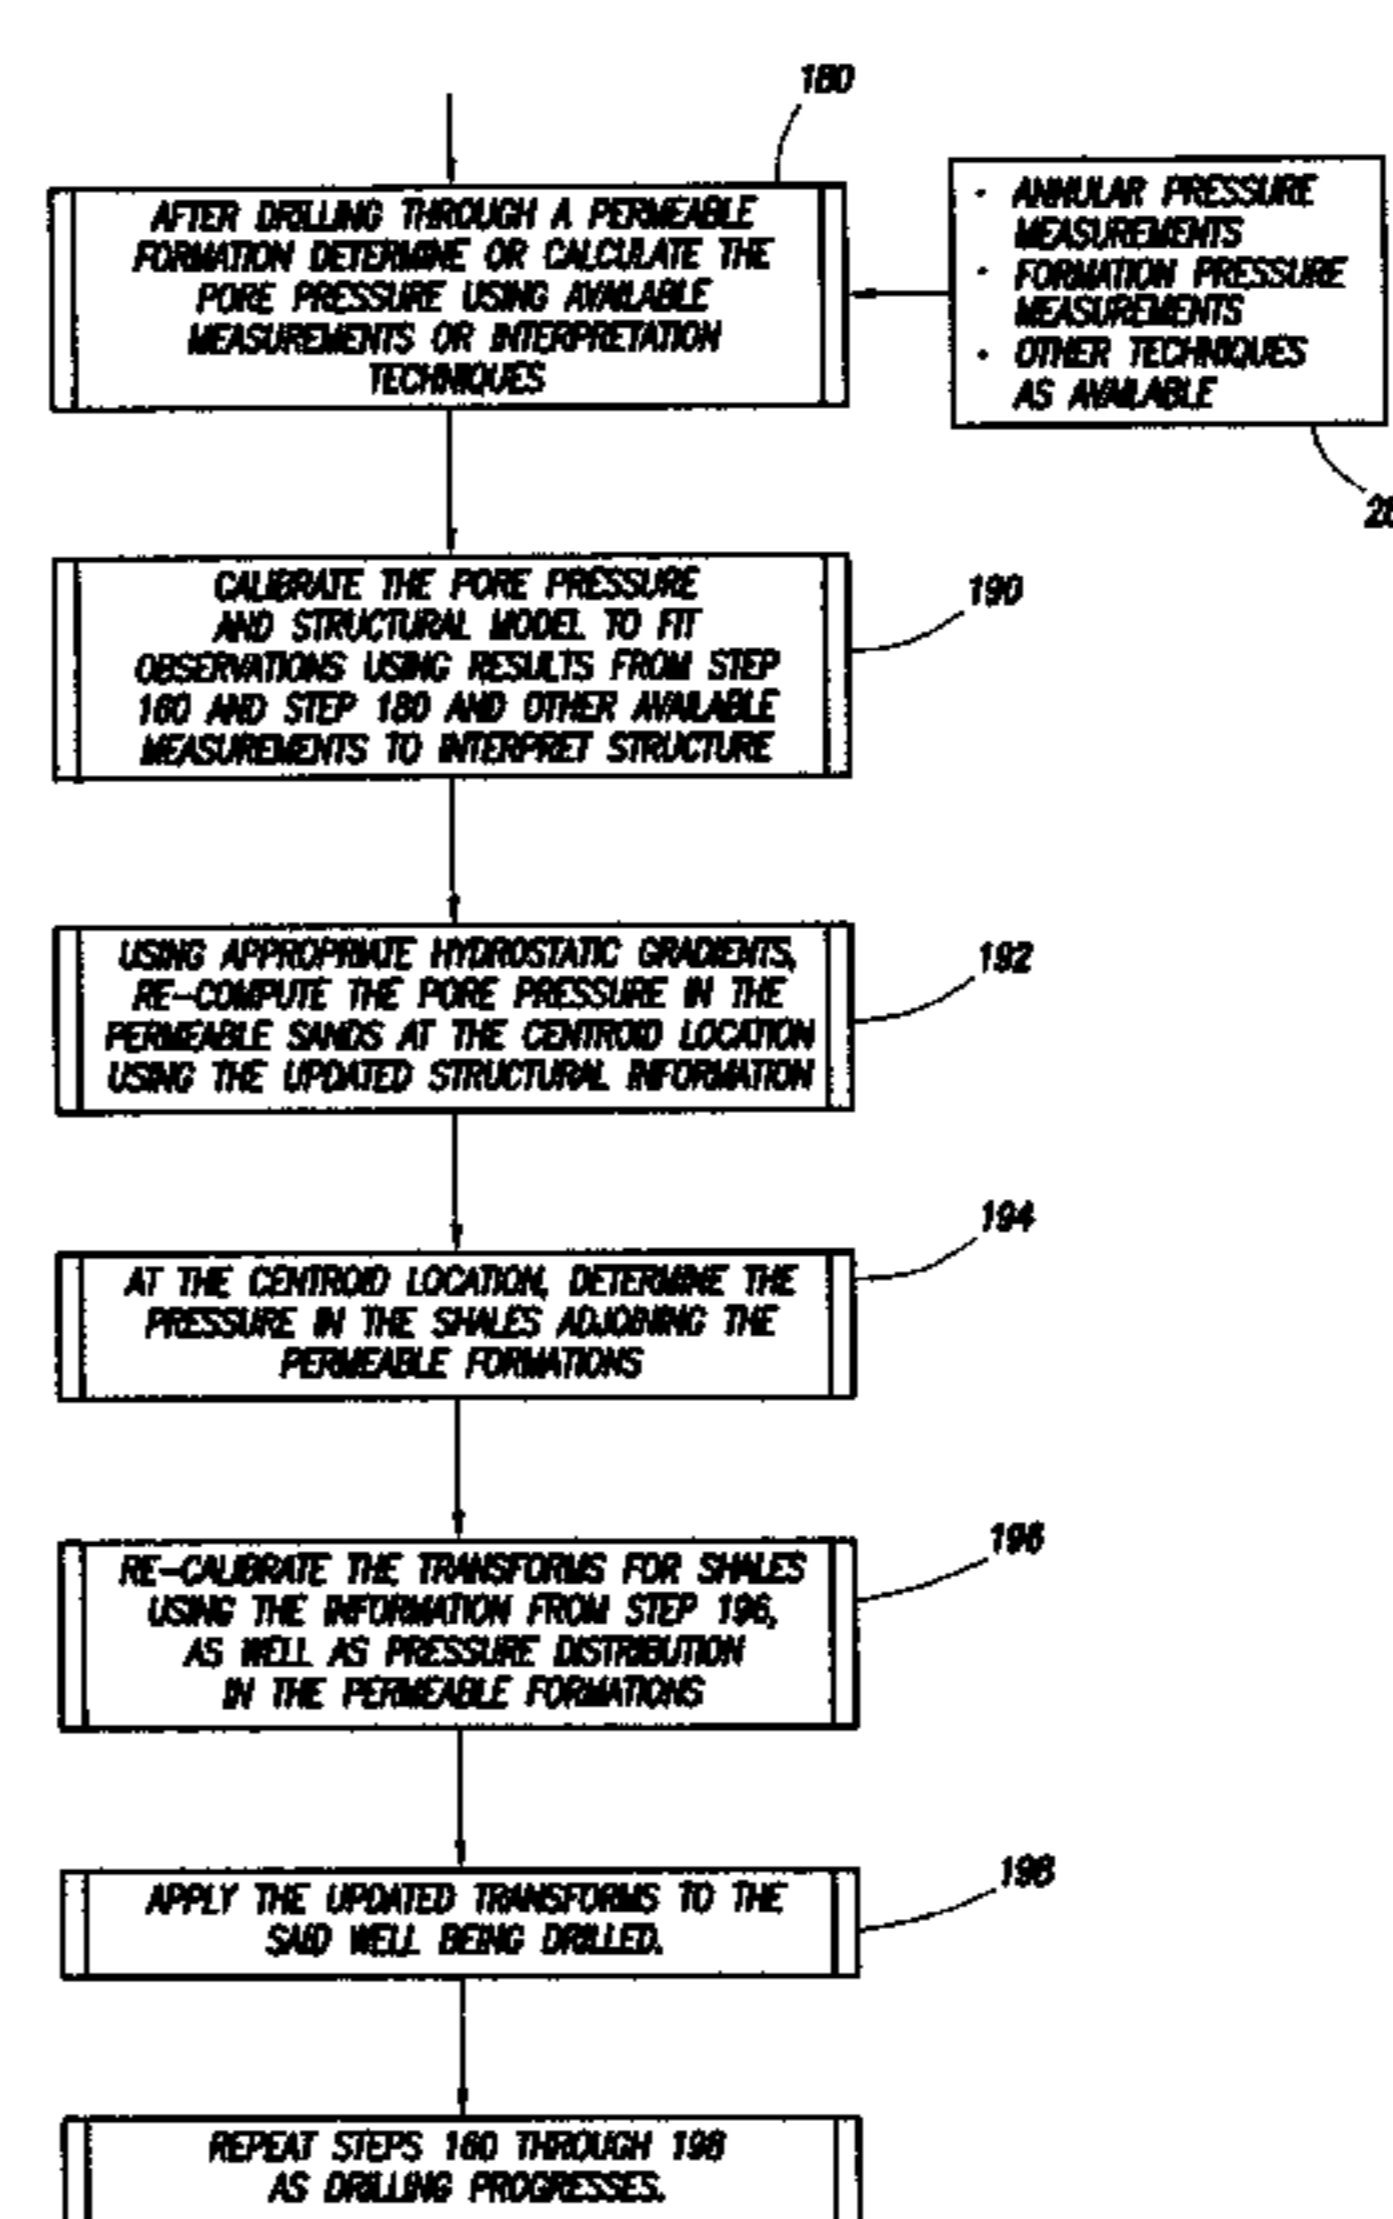 180
AFTER DRILLING THROUGH A PERMEABLE
FORMATION DETERMINE OR CALCULATE THE
PORE PRESSURE USING AVAILABLE
MEASUREMENTS OR INTERPRETATION
TECHNIQUES
• ANNULAR PRESSURE
MEASUREMENTS
• FORMATION PRESSURE
MEASUREMENTS
• OTHER TECHNIQUES
AS AVAILABLE
CALIBRATE THE PORE PRESSURE
AND STRUCTURAL MODEL TO FIT
OBSERVATIONS USING RESULTS FROM STEP
160 AND STEP 180 AND OTHER AVAILABLE
MEASUREMENTS TO INTERPRET STRUCTURE
190
USING APPROPRIATE HYDROSTATIC GRADIENTS,
RE-COMPUTE THE PORE PRESSURE IN THE
PERMEABLE SANDS AT THE CENTROID LOCATION
USING THE UPDATED STRUCTURAL INFORMATION
192
AT THE CENTROID LOCATION, DETERMINE THE
PRESSURE IN THE SHALES ADJOINING THE
PERMEABLE FORMATIONS
194
RE-CALIBRATE THE TRANSFORMS FOR SHALES
USING THE INFORMATION FROM STEP 196,
AS WELL AS PRESSURE DISTRIBUTION
IN THE PERMEABLE FORMATIONS
196
APPLY THE UPDATED TRANSFORMS TO THE
SAID WELL BEING DRILLED.
198
REPEAT STEPS 160 THROUGH 198
AS DRILLING PROGRESSES.